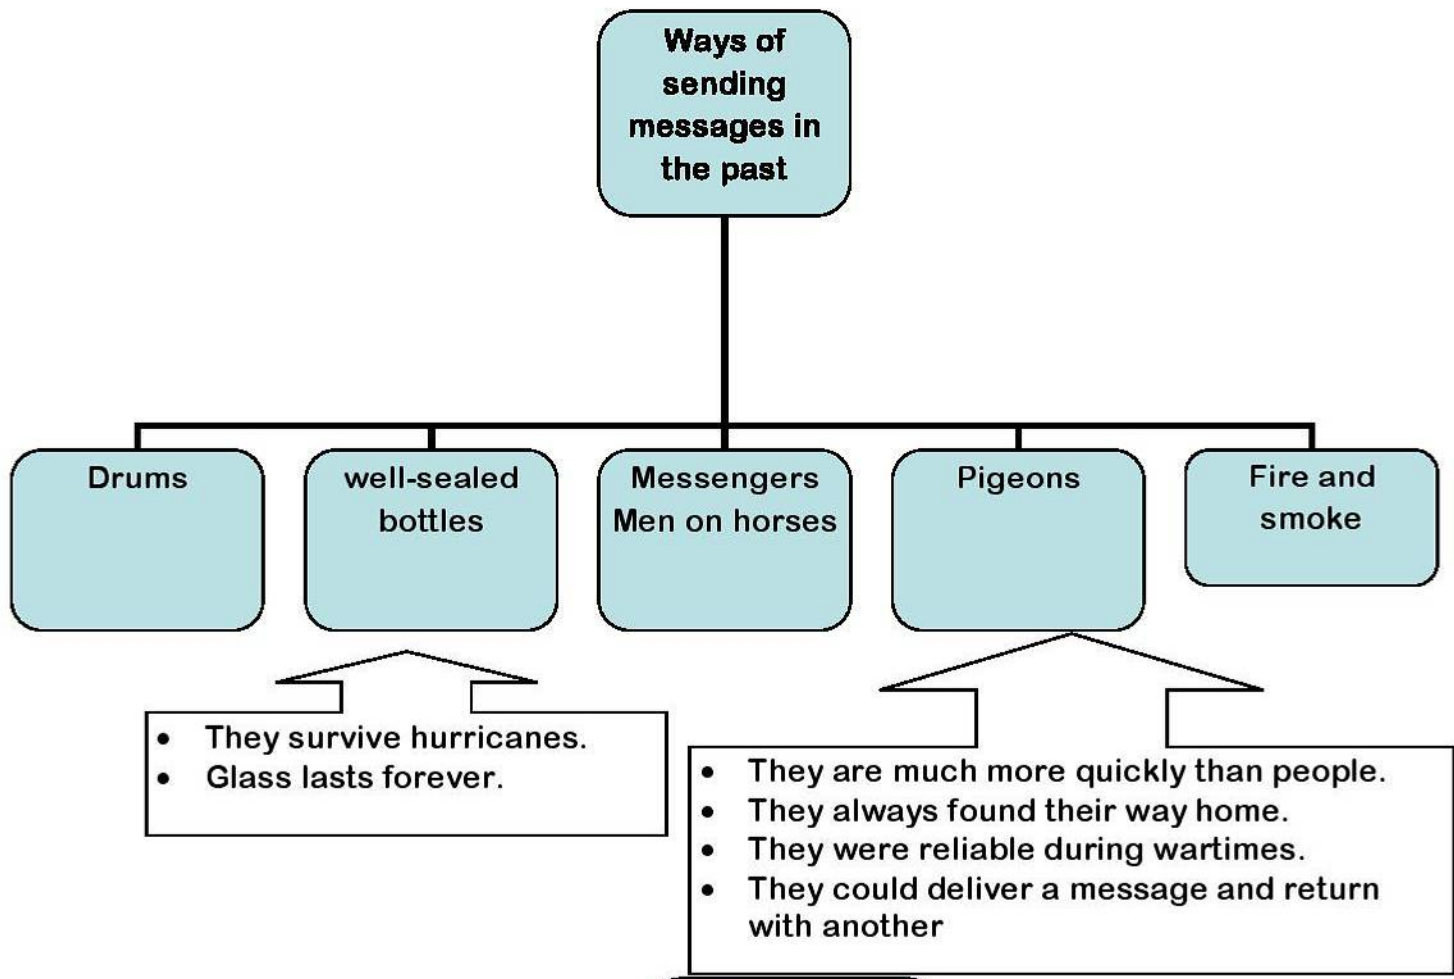 Ways of
sending
messages in
the past
Drums
well-sealed
bottles
Messengers
Men on horses
Pigeons
Fire and
smoke
• They survive hurricanes.
• Glass lasts forever.
• They are much more quickly than people.
• They always found their way home.
• They were reliable during wartimes.
• They could deliver a message and return
with another